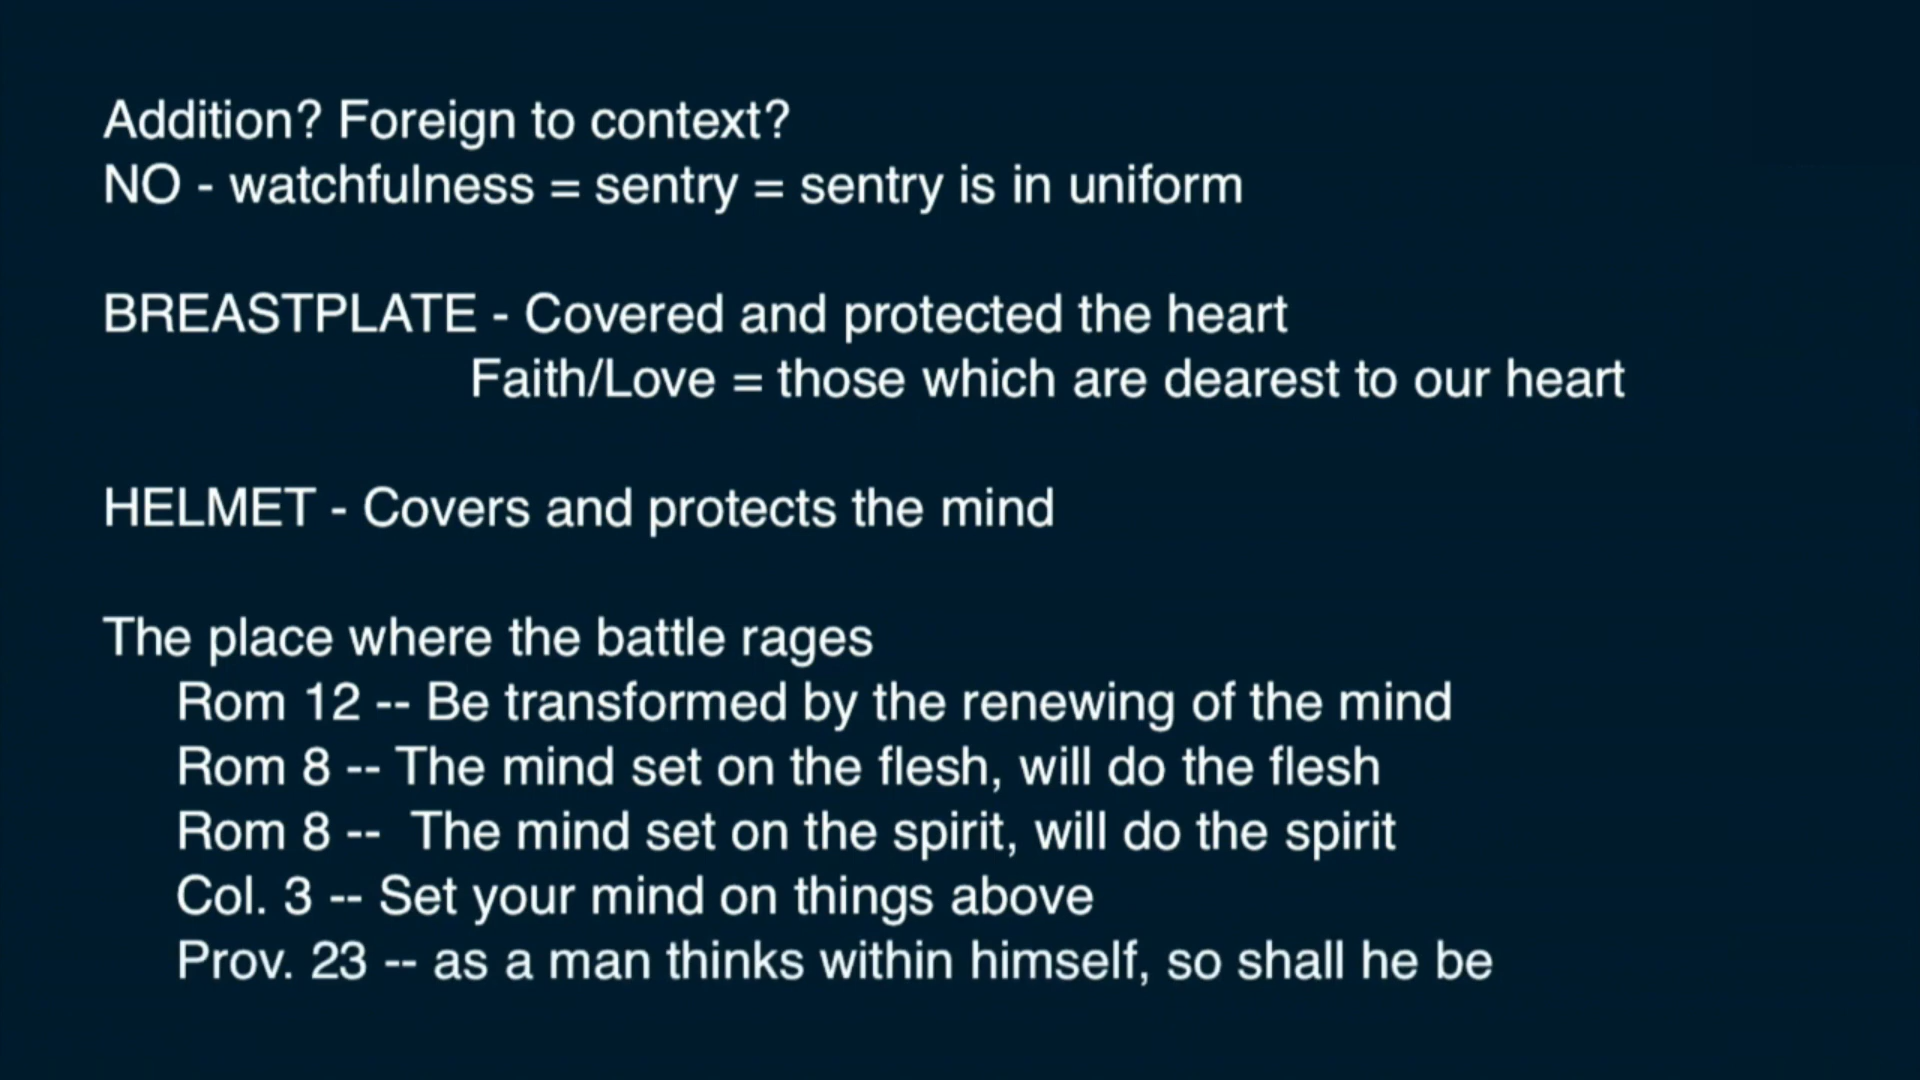 Addition? Foreign to context?
NO - watchfulness = sentry = sentry is in uniform
BREASTPLATE - Covered and protected the heart
Faith/Love = those which are dearest to our heart
HELMET - Covers and protects the mind
The place where the battle rages
Rom 12 -- Be transformed by the renewing of the mind
Rom 8 -- The mind set on the flesh, will do the flesh
Rom 8 --  The mind set on the spirit, will do the spirit
Col. 3 -- Set your mind on things above
Prov. 23 -- as a man thinks within himself, so shall he be